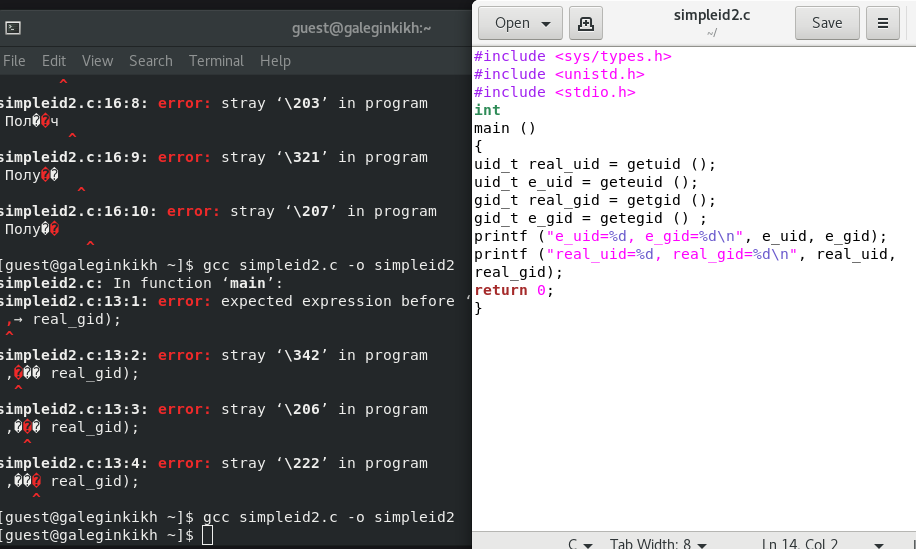 guest@galeginkikh:~
File Edit View Search Terminal Help
^
simpleid2.c:16:8: error: stray ‘\203’ in program
Пол��ч
^
simpleid2.c:16:9: error: stray ‘\321’ in program
Полу��
^
simpleid2.c:16:10: error: stray ‘\207’ in program
Полу��
^
[guest@galeginkikh ~]$ gcc simpleid2.c -o simpleid2
simpleid2.c: In function ‘main’:
simpleid2.c:13:1: error: expected expression before ‘
,→ real_gid);
^
simpleid2.c:13:2: error: stray ‘\342’ in program
,��� real_gid);
^
simpleid2.c:13:3: error: stray ‘\206’ in program
,��� real_gid);
^
simpleid2.c:13:4: error: stray ‘\222’ in program
,��� real_gid);
^
[guest@galeginkikh ~]$ gcc simpleid2.c -o simpleid2
[guest@galeginkikh ~]$
Open
simpleid2.c
~/
Save
#include <sys/types.h>
#include <unistd.h>
#include <stdio.h>
int
main ()
{
uid_t real_uid = getuid ();
uid_t e_uid = geteuid ();
gid_t real_gid = getgid ();
gid_t e_gid = getegid () ;
printf ("e_uid=%d, e_gid=%d\n", e_uid, e_gid);
printf ("real_uid=%d, real_gid=%d\n", real_uid,
real_gid);
return 0;
}
C Tab Width: 8 Ln 14, Col 2